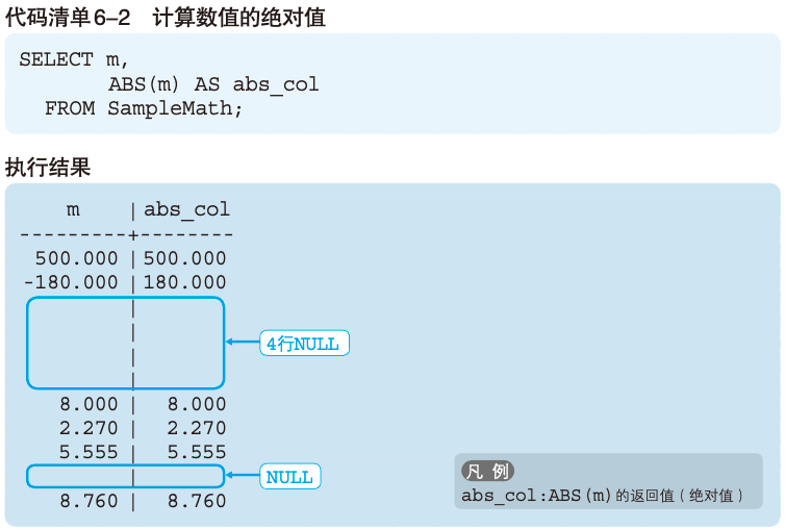 代码清单6–2 计算数值的绝对值
SELECT m,
ABS(m) AS abs_col
FROM SampleMath;
执行结果
m | abs_col
----------+--------
500.000 | 500.000
-180.000 | 180.000
|
|
4行NULL
|
|
8.000 | 8.000
2.270 | 2.270
5.555 | 5.555
| NULL
8.760 | 8.760
凡 例
abs_col:ABS(m)的返回值(绝对值)